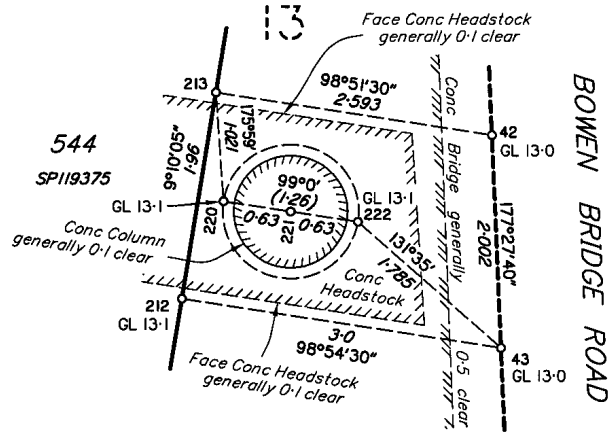 13
Face Conc Headstock
generally 0·1 clear
213
98°51'30"
2·593
42
GL 13·0
544
SP119375
9°10'05"
1·96
175°59'
1·021
99°0'
(1·26)
0·63
221
0·63
GL 13·1
220
GL 13·1
222
Conc Bridge generally
0·5 clear
177°27'40"
2·002
BOWEN BRIDGE ROAD
Conc Column
generally 0·1 clear
131°35'
1·785
Conc
Headstock
212
GL 13·1
3·0
98°54'30"
43
GL 13·0
Face Conc Headstock
generally 0·1 clear